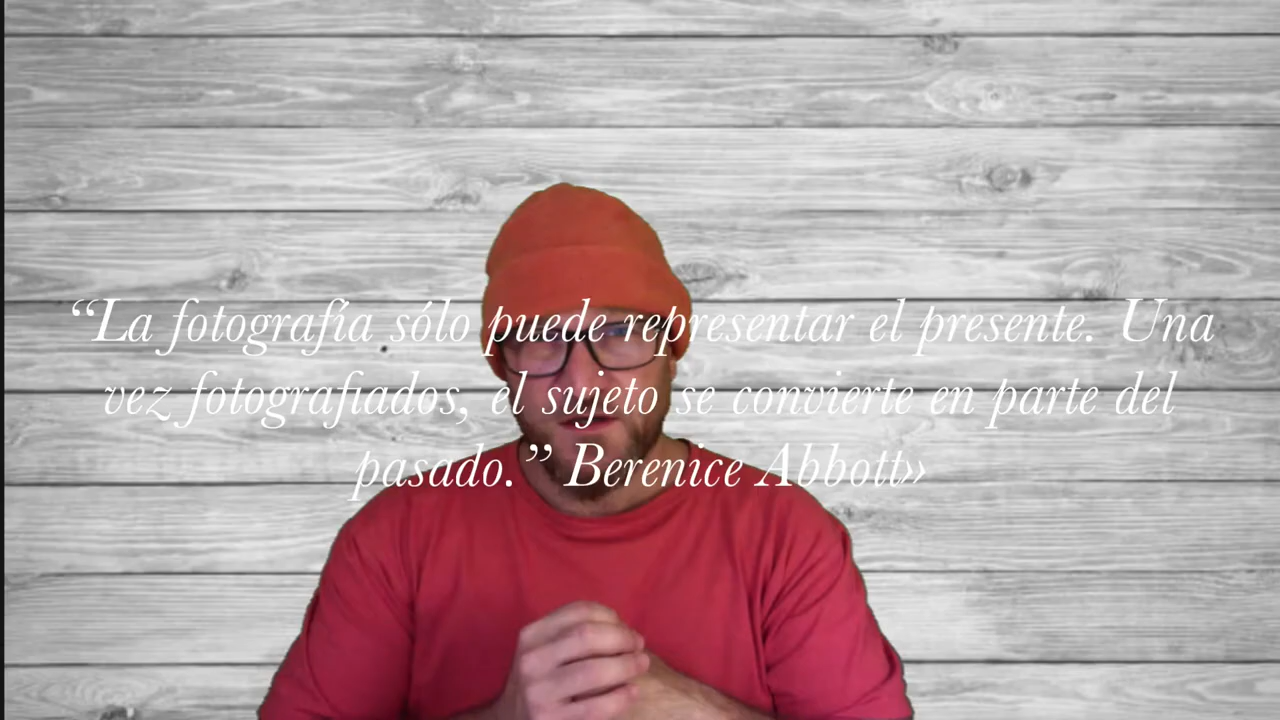 “La fotografía sólo puede representar el presente. Una
vez fotografiados, el sujeto se convierte en parte del
pasado.” Berenice Abbott»